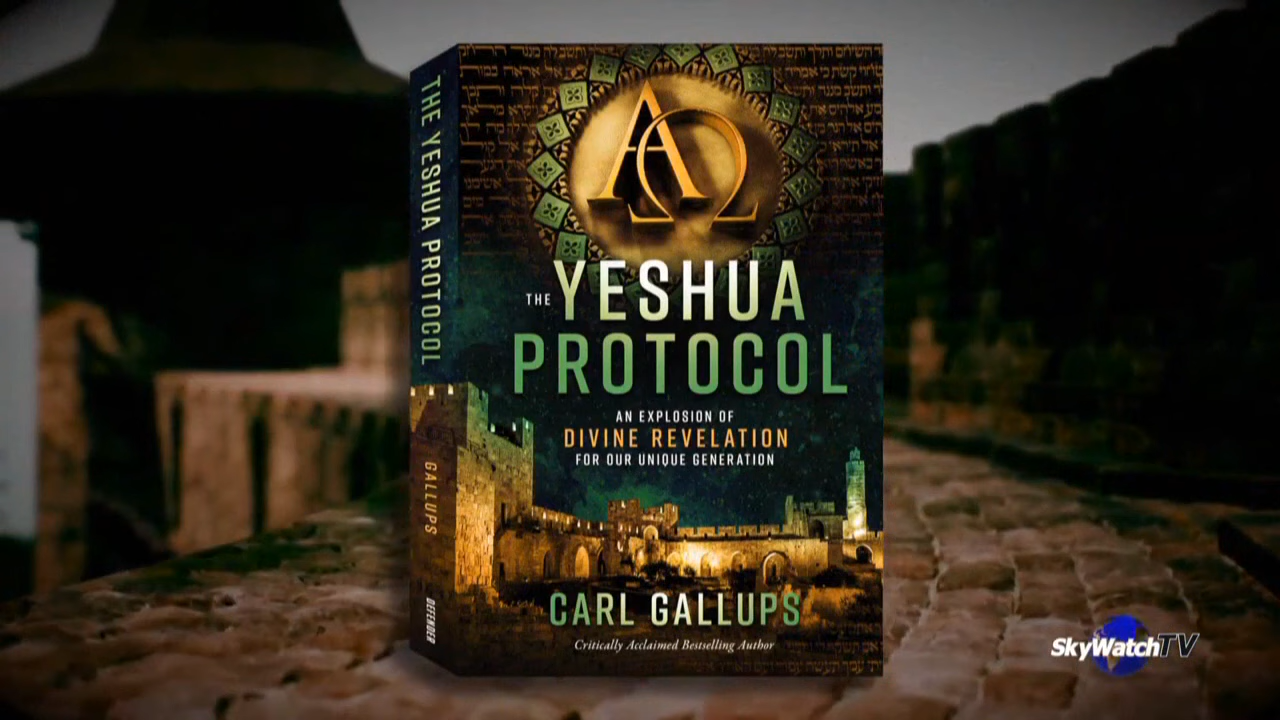 THE YESHUA PROTOCOL
GALLUPS
DEFENDER
ΑΩ
THE YESHUA
PROTOCOL
AN EXPLOSION OF
DIVINE REVELATION
FOR OUR UNIQUE GENERATION
CARL GALLUPS
Critically Acclaimed Bestselling Author
SkyWatchTV